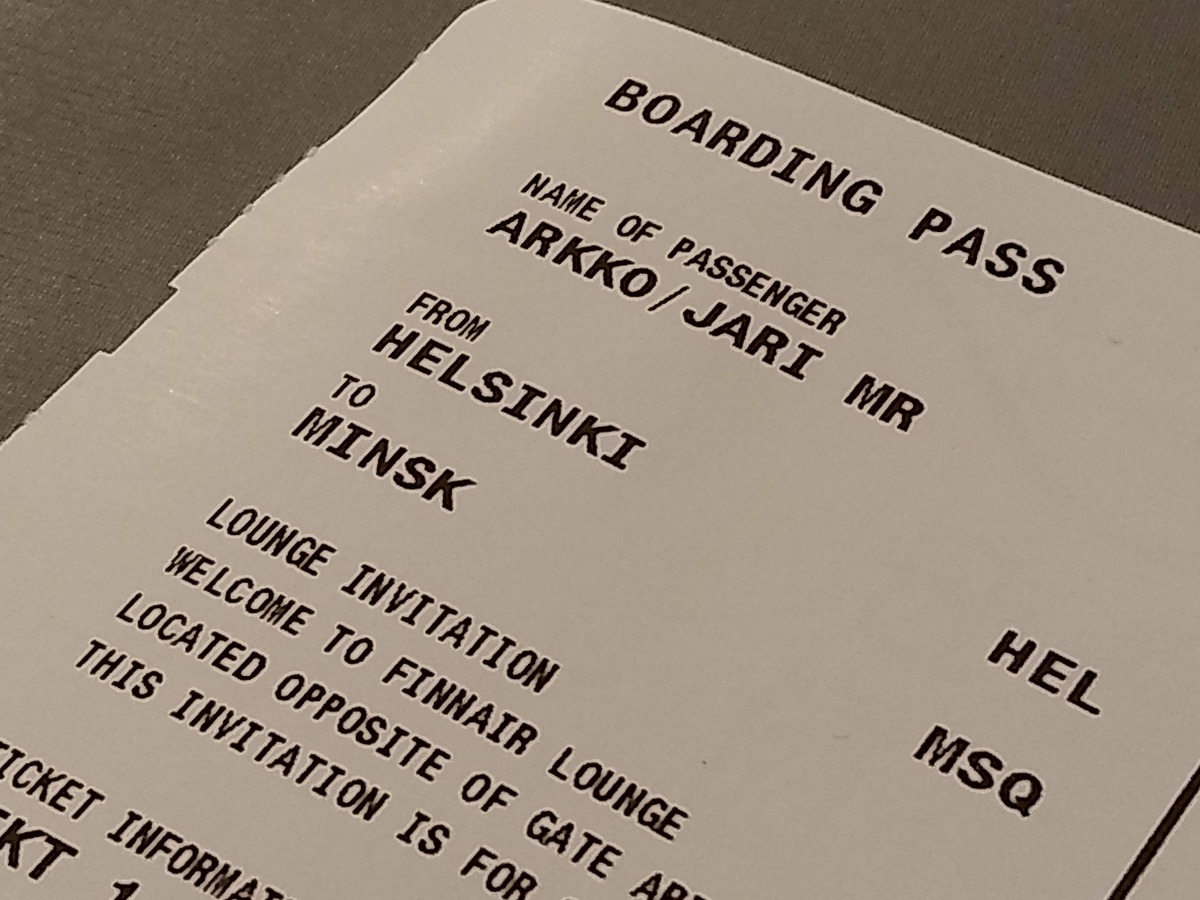 BOARDING PASS
NAME OF PASSENGER
ARKKO/JARI MR
FROM
HELSINKI HEL
TO
MINSK MSQ
LOUNGE INVITATION
WELCOME TO FINNAIR LOUNGE
LOCATED OPPOSITE OF GATE
THIS INVITATION IS FOR